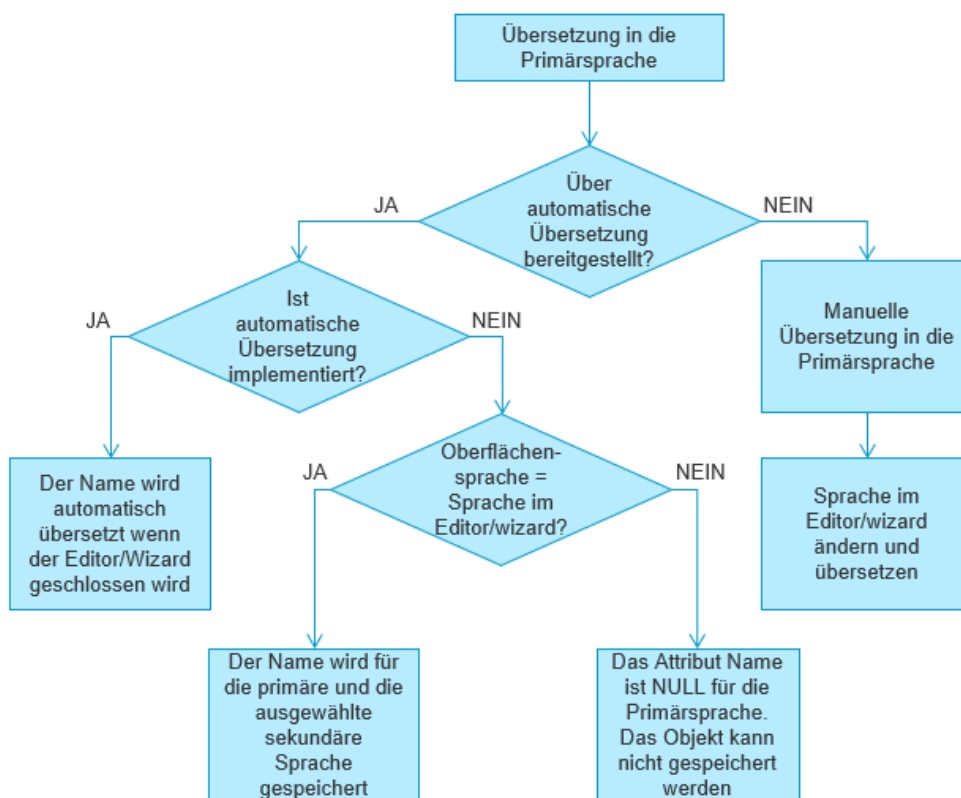 Übersetzung in die
Primärsprache
Über
automatische
Übersetzung
bereitgestellt?
JA
NEIN
Ist
automatische
Übersetzung
implementiert?
JA
NEIN
Manuelle
Übersetzung in die
Primärsprache
Der Name wird
automatisch
übersetzt wenn
der Editor/Wizard
geschlossen wird
Oberflächen-
sprache =
Sprache im
Editor/wizard?
JA
NEIN
Sprache im
Editor/wizard
ändern und
übersetzen
Der Name wird für
die primäre und die
ausgewählte
sekundäre
Sprache
gespeichert
Das Attribut Name
ist NULL für die
Primärsprache.
Das Objekt kann
nicht gespeichert
werden